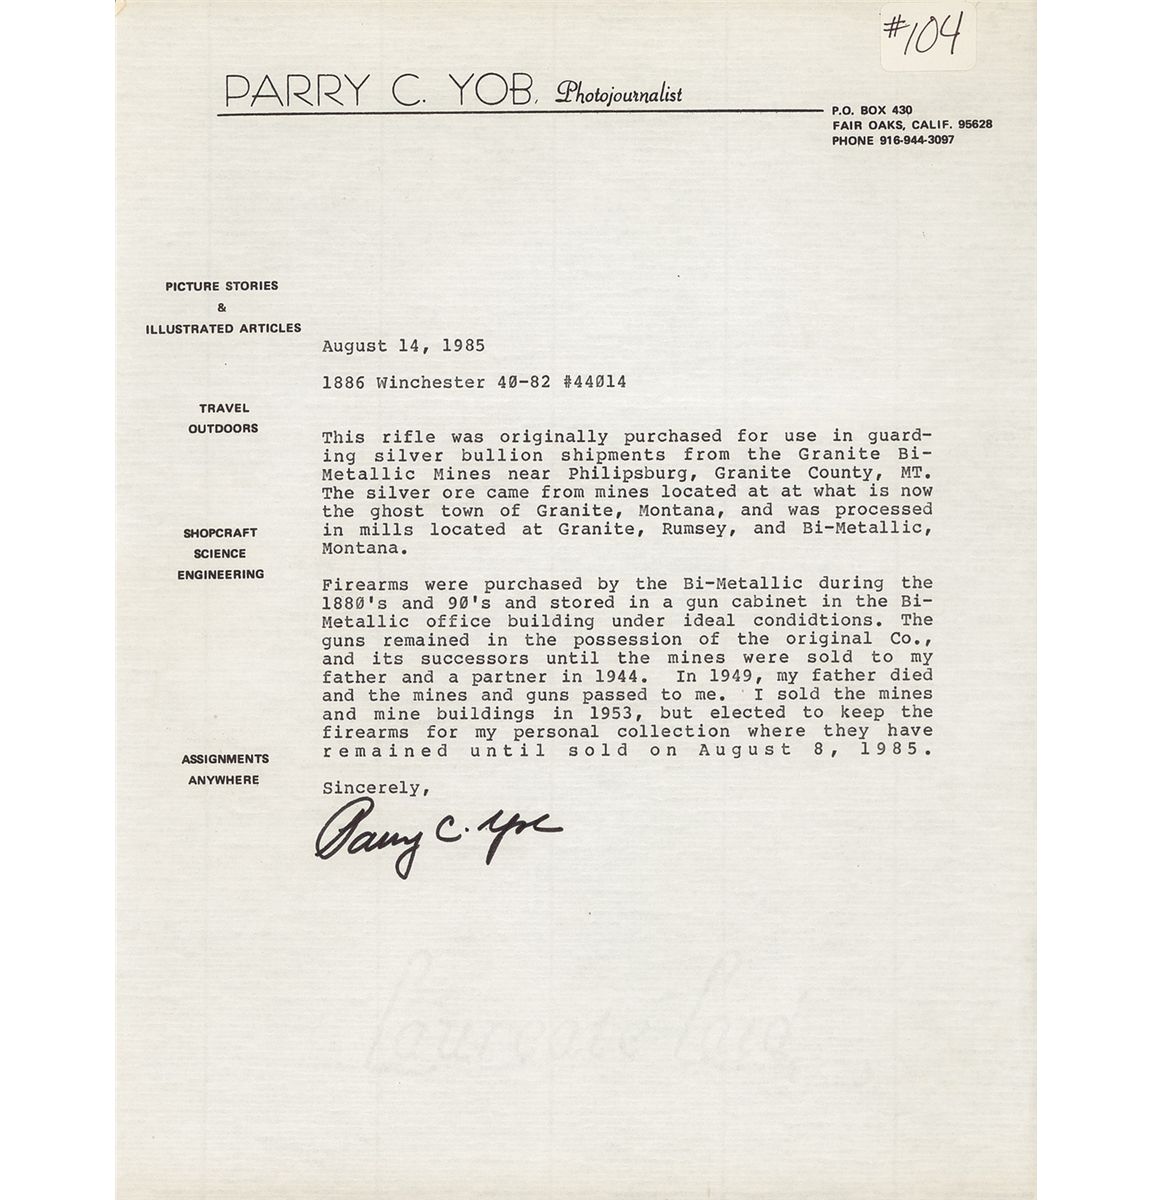 #104
PARRY C. YOB, Photojournalist
P.O. BOX 430
FAIR OAKS, CALIF. 95628
PHONE 916-944-3097
PICTURE STORIES
&
ILLUSTRATED ARTICLES
TRAVEL
OUTDOORS
SHOPCRAFT
SCIENCE
ENGINEERING
ASSIGNMENTS
ANYWHERE
August 14, 1985
1886 Winchester 40-82 #44014
This rifle was originally purchased for use in guard-
ing silver bullion shipments from the Granite Bi-
Metallic Mines near Philipsburg, Granite County, MT.
The silver ore came from mines located at at what is now
the ghost town of Granite, Montana, and was processed
in mills located at Granite, Rumsey, and Bi-Metallic,
Montana.
Firearms were purchased by the Bi-Metallic during the
1880's and 90's and stored in a gun cabinet in the Bi-
Metallic office building under ideal condidtions. The
guns remained in the possession of the original Co.,
and its successors until the mines were sold to my
father and a partner in 1944. In 1949, my father died
and the mines and guns passed to me. I sold the mines
and mine buildings in 1953, but elected to keep the
firearms for my personal collection where they have
remained until sold on August 8, 1985.
Sincerely,
Parry C. Yob